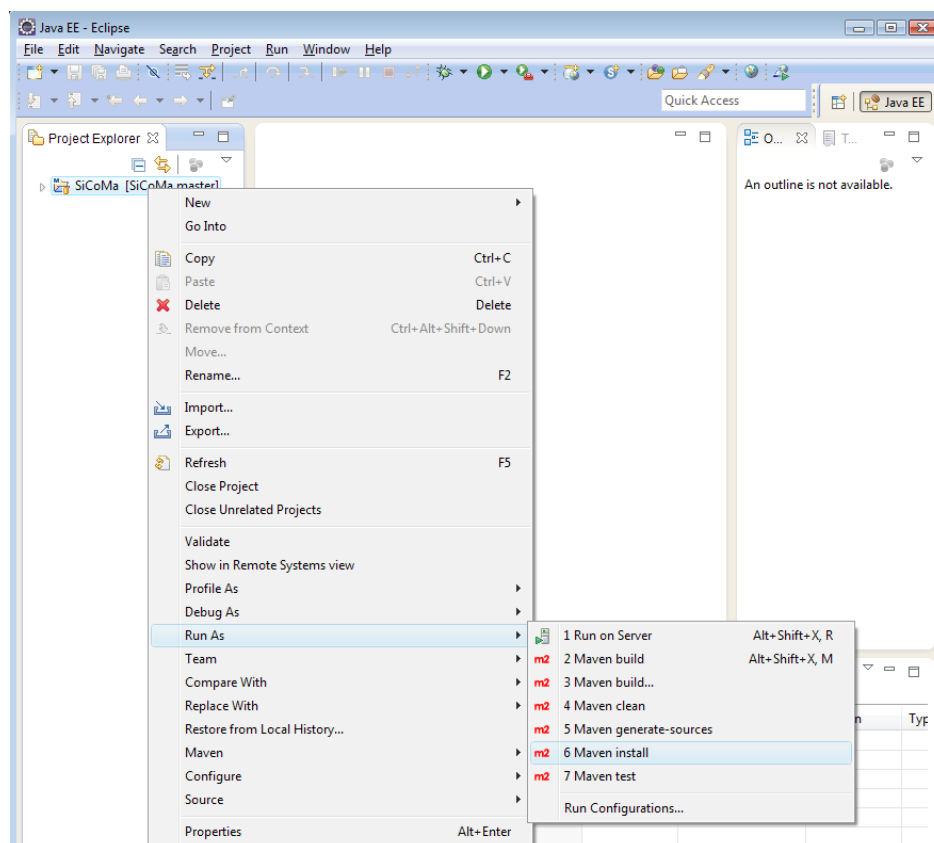 Java EE - Eclipse
File Edit Navigate Search Project Run Window Help
Quick Access
Java EE
Project Explorer
O...
T...
SiCoMa [SiCoMa master]
An outline is not available.
New
Go Into
Copy Ctrl+C
Paste Ctrl+V
Delete Delete
Remove from Context Ctrl+Alt+Shift+Down
Move...
Rename... F2
Import...
Export...
Refresh F5
Close Project
Close Unrelated Projects
Validate
Show in Remote Systems view
Profile As
Debug As
Run As
1 Run on Server Alt+Shift+X, R
Team
m2 2 Maven build Alt+Shift+X, M
Compare With
m2 3 Maven build...
Replace With
m2 4 Maven clean
Restore from Local History...
m2 5 Maven generate-sources
n Typ
Maven
m2 6 Maven install
Configure
m2 7 Maven test
Source
Run Configurations...
Properties Alt+Enter